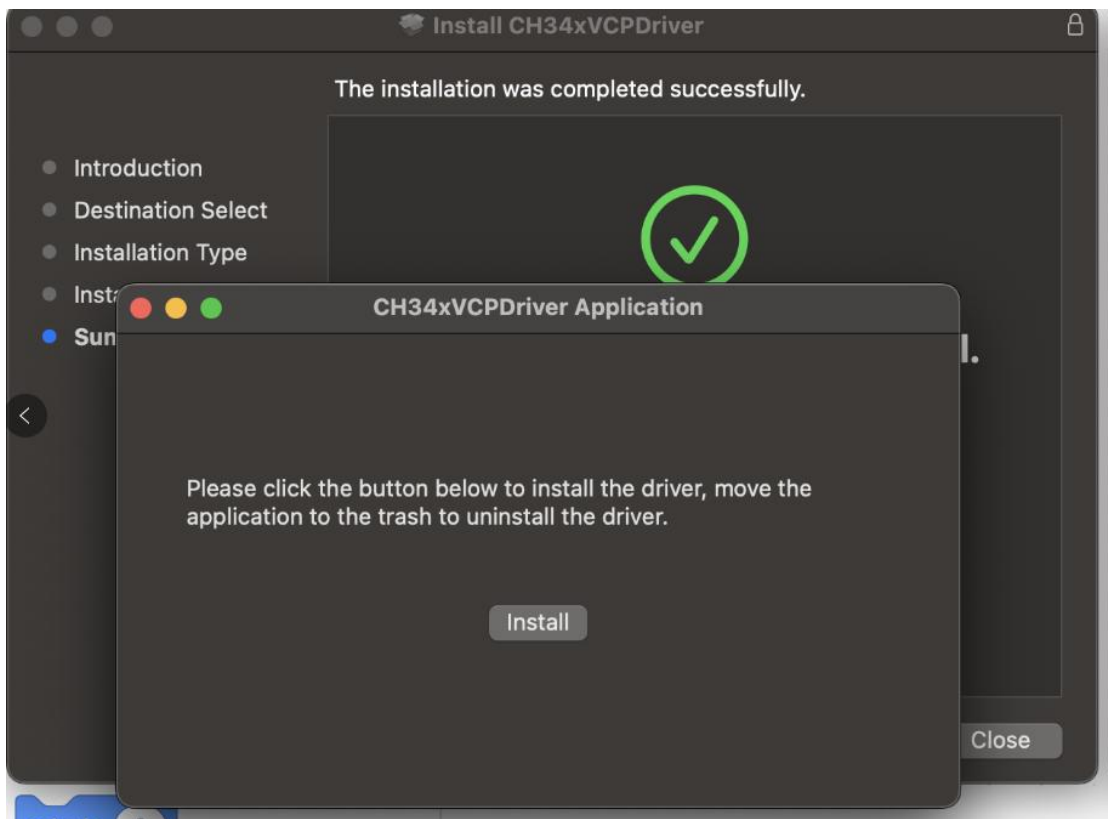 Install CH34xVCPDriver
The installation was completed successfully.
Introduction
Destination Select
Installation Type
CH34xVCPDriver Application
Please click the button below to install the driver, move the
application to the trash to uninstall the driver.
Install
Close